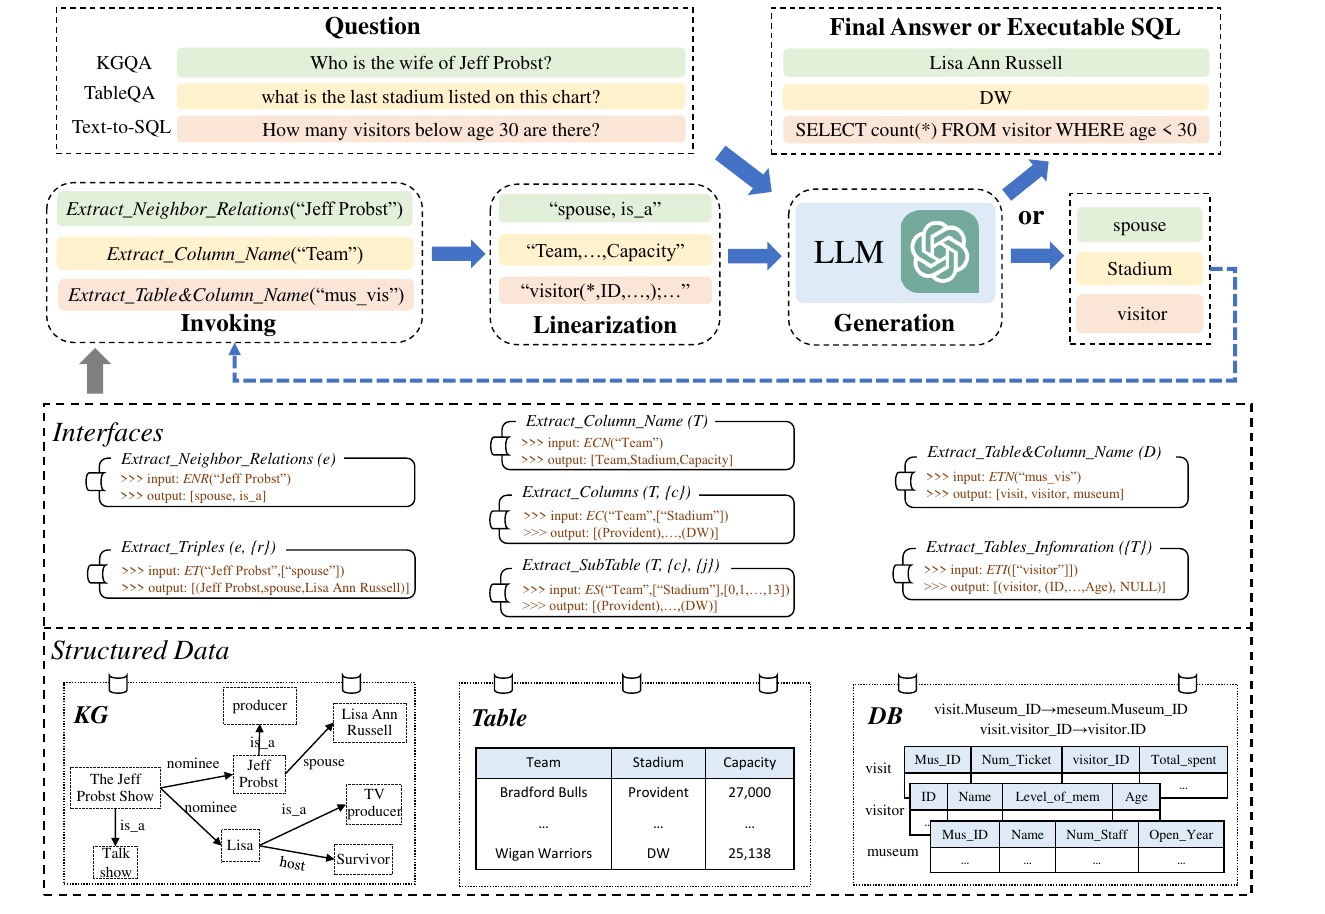 Question
KGQA
Who is the wife of Jeff Probst?
TableQA
what is the last stadium listed on this chart?
Text-to-SQL
How many visitors below age 30 are there?
Final Answer or Executable SQL
Lisa Ann Russell
DW
SELECT count(*) FROM visitor WHERE age < 30
Extract_Neighbor_Relations(“Jeff Probst”)
Extract_Column_Name(“Team”)
Extract_Table&Column_Name(“mus_vis”)
Invoking
“spouse, is_a”
“Team,…,Capacity”
“visitor(*,ID,…,);…”
Linearization
LLM
Generation
or
spouse
Stadium
visitor
Interfaces
Extract_Neighbor_Relations (e)
>>> input: ENR(“Jeff Probst”)
>>> output: [spouse, is_a]
Extract_Triples (e, {r})
>>> input: ET(“Jeff Probst”,[“spouse”])
>>> output: [(Jeff Probst,spouse,Lisa Ann Russell)]
Extract_Column_Name (T)
>>> input: ECN(“Team”)
>>> output: [Team,Stadium,Capacity]
Extract_Columns (T, {c})
>>> input: EC(“Team”,[“Stadium”])
>>> output: [(Provident),…,(DW)]
Extract_SubTable (T, {c}, {j})
>>> input: ES(“Team”,[“Stadium”],[0,1,…,13])
>>> output: [(Provident),…,(DW)]
Extract_Table&Column_Name (D)
>>> input: ETN(“mus_vis”)
>>> output: [visit, visitor, museum]
Extract_Tables_Infomration ({T})
>>> input: ETI([“visitor”]])
>>> output: [(visitor, (ID,…,Age), NULL)]
Structured Data
KG
producer
Lisa Ann
Russell
is_a
nominee
Jeff
Probst
spouse
The Jeff
Probst Show
nominee
is_a
TV
producer
is_a
Lisa
host
Survivor
Talk
show
Table
Team Stadium Capacity
Bradford Bulls Provident 27,000
… … …
Wigan Warriors DW 25,138
DB
visit.Museum_ID→meseum.Museum_ID
visit.visitor_ID→visitor.ID
visit
Mus_ID Num_Ticket visitor_ID Total_spent
...
visitor
ID Name Level_of_mem Age
...
museum
Mus_ID Name Num_Staff Open_Year
... ... ... ...